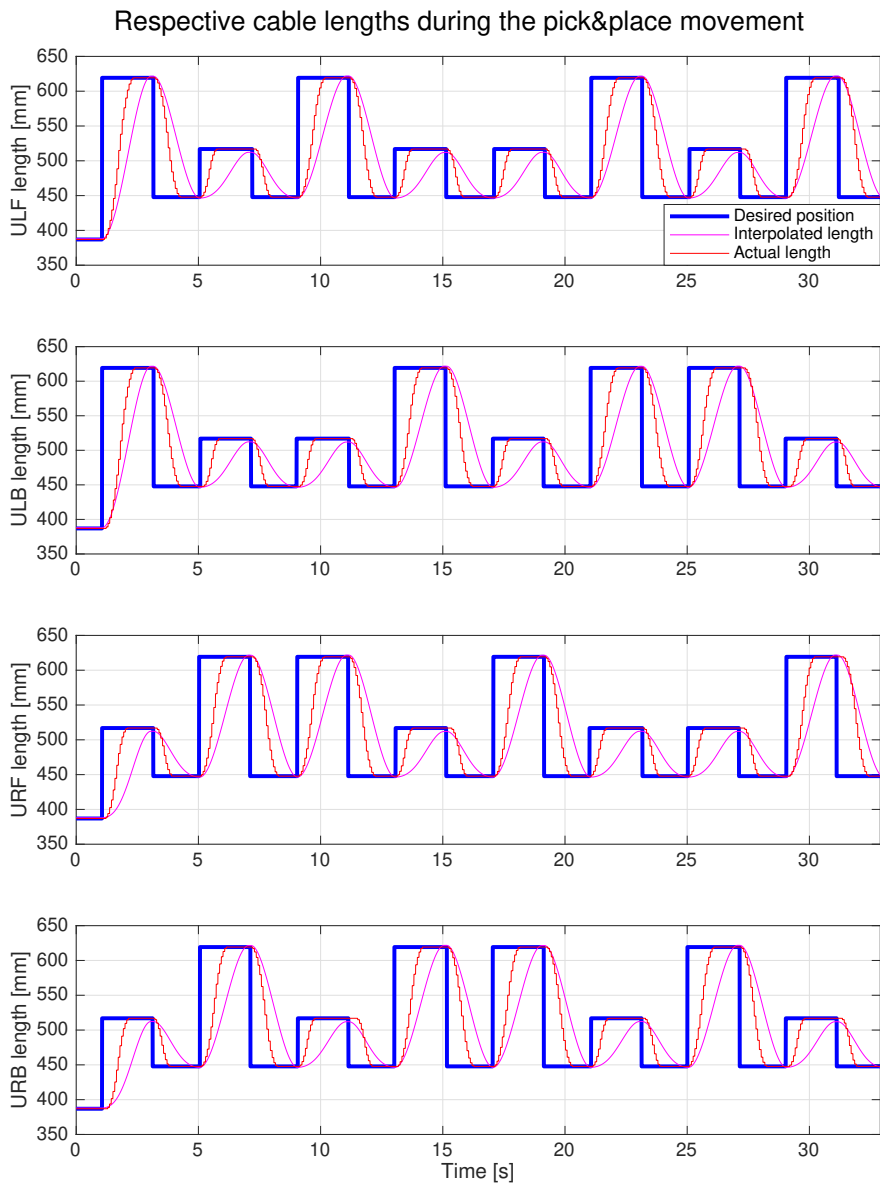 Respective cable lengths during the pick&place movement
650
600
550
500
450
400
350
ULF length [mm]
Desired position
Interpolated length
Actual length
0 5 10 15 20 25 30
650
600
550
500
450
400
350
ULB length [mm]
0 5 10 15 20 25 30
650
600
550
500
450
400
350
URF length [mm]
0 5 10 15 20 25 30
650
600
550
500
450
400
350
URB length [mm]
0 5 10 15 20 25 30
Time [s]